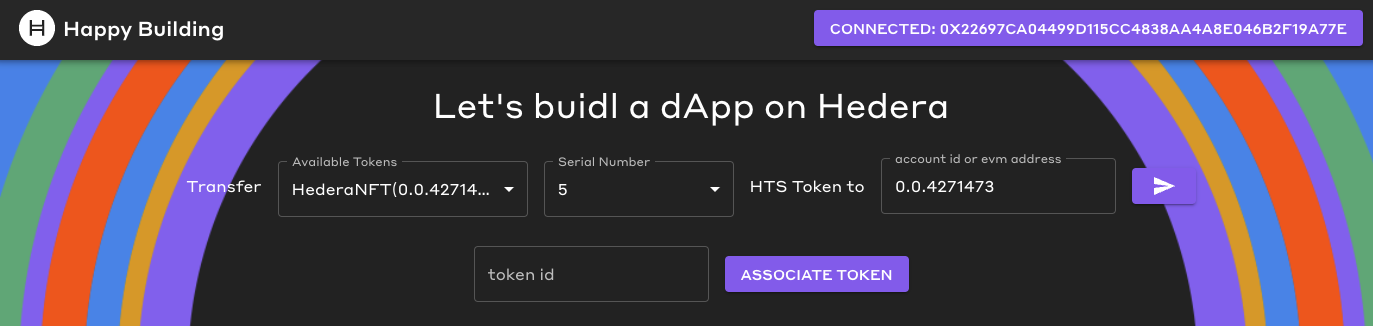 Happy Building
CONNECTED: 0X22697CA04499D115CC4838AA4A8E046B2F19A77E
Let's buidl a dApp on Hedera
Available Tokens
Serial Number
account id or evm address
Transfer
HederaNFT(0.0.42714...
5
HTS Token to
0.0.4271473
token id
ASSOCIATE TOKEN